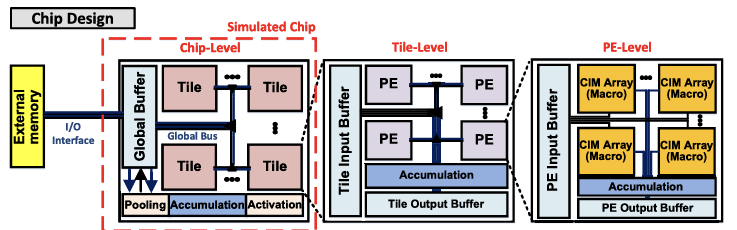 Chip Design
Simulated Chip
Chip-Level
Tile-Level
PE-Level
External
memory
I/O
Interface
Global Buffer
Tile
Tile
Global Bus
Tile
Tile
Pooling
Accumulation
Activation
Tile Input Buffer
PE
PE
PE
PE
Accumulation
Tile Output Buffer
PE Input Buffer
CIM Array
(Macro)
CIM Array
(Macro)
CIM Array
(Macro)
CIM Array
(Macro)
Accumulation
PE Output Buffer